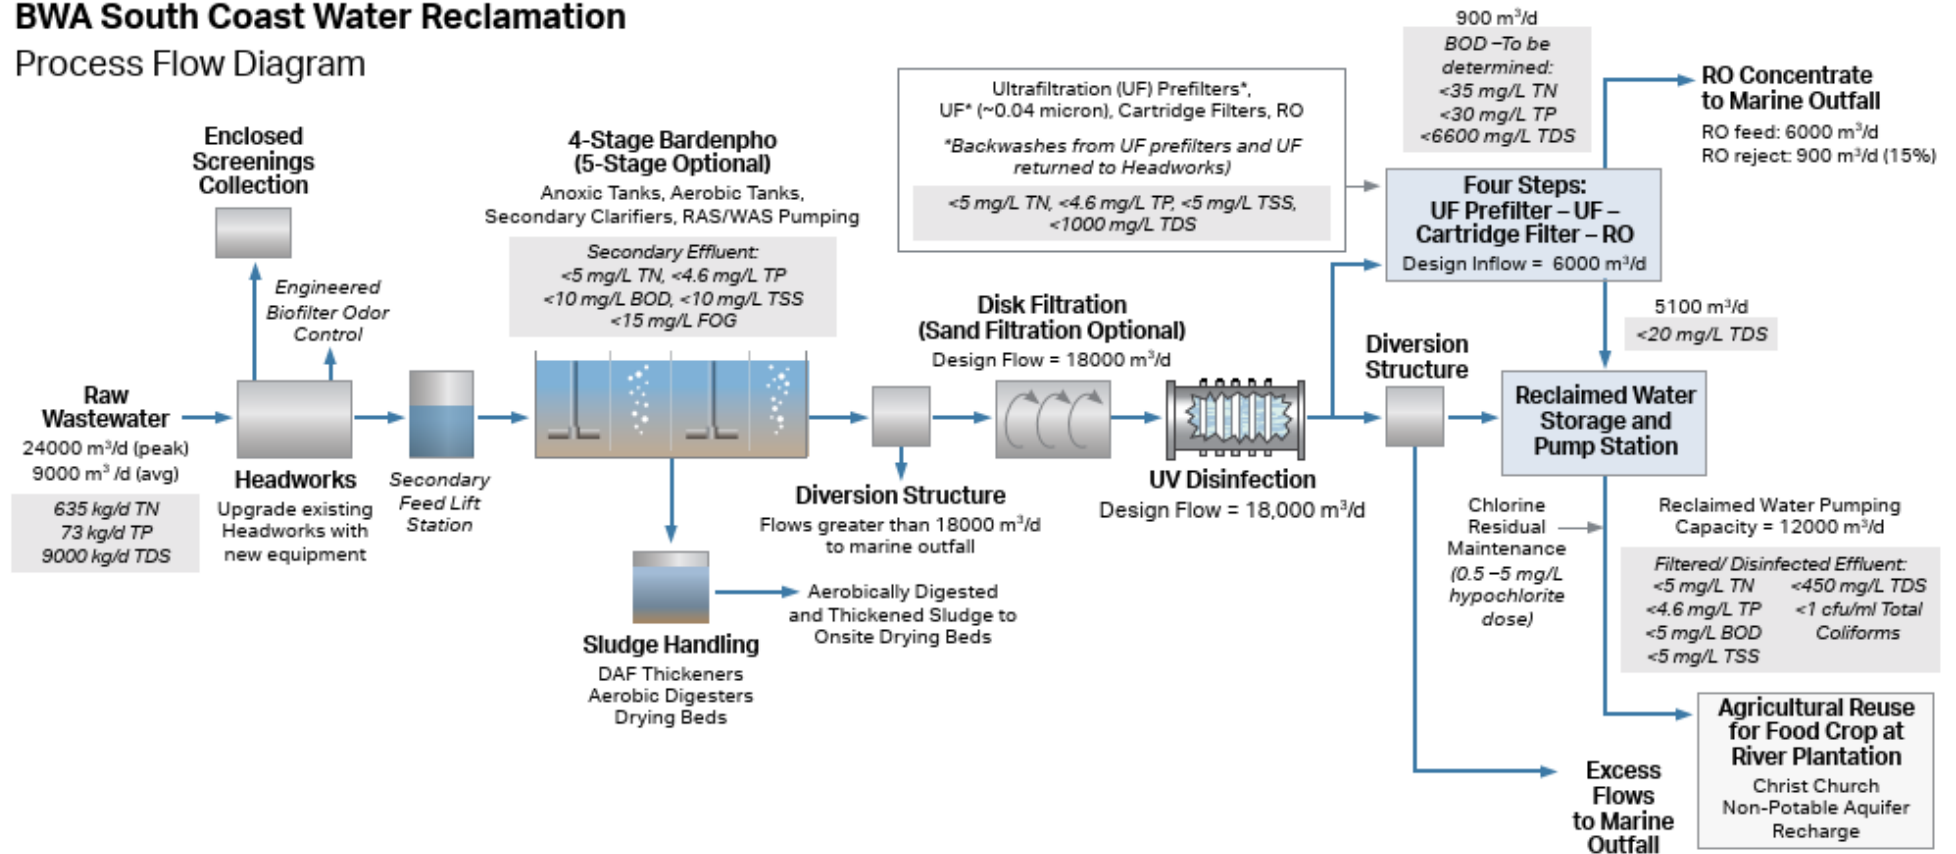 BWA South Coast Water Reclamation
Process Flow Diagram
Enclosed
Screenings
Collection
Engineered
Biofilter Odor
Control
Raw
Wastewater
24000 m³/d (peak)
9000 m³ /d (avg)
635 kg/d TN
73 kg/d TP
9000 kg/d TDS
Headworks
Upgrade existing
Headworks with
new equipment
Secondary
Feed Lift
Station
4-Stage Bardenpho
(5-Stage Optional)
Anoxic Tanks, Aerobic Tanks,
Secondary Clarifiers, RAS/WAS Pumping
Secondary Effluent:
<5 mg/L TN, <4.6 mg/L TP
<10 mg/L BOD, <10 mg/L TSS
<15 mg/L FOG
Sludge Handling
DAF Thickeners
Aerobic Digesters
Drying Beds
Aerobically Digested
and Thickened Sludge to
Onsite Drying Beds
Diversion Structure
Flows greater than 18000 m³/d
to marine outfall
Disk Filtration
(Sand Filtration Optional)
Design Flow = 18000 m³/d
UV Disinfection
Design Flow = 18,000 m³/d
Ultrafiltration (UF) Prefilters*,
UF* (~0.04 micron), Cartridge Filters, RO
*Backwashes from UF prefilters and UF
returned to Headworks)
<5 mg/L TN, <4.6 mg/L TP, <5 mg/L TSS,
<1000 mg/L TDS
900 m³/d
BOD –To be
determined:
<35 mg/L TN
<30 mg/L TP
<6600 mg/L TDS
RO Concentrate
to Marine Outfall
RO feed: 6000 m³/d
RO reject: 900 m³/d (15%)
Four Steps:
UF Prefilter – UF –
Cartridge Filter – RO
Design Inflow = 6000 m³/d
5100 m³/d
<20 mg/L TDS
Diversion
Structure
Reclaimed Water
Storage and
Pump Station
Chlorine
Residual
Maintenance
(0.5 –5 mg/L
hypochlorite
dose)
Reclaimed Water Pumping
Capacity = 12000 m³/d
Filtered/ Disinfected Effluent:
<5 mg/L TN <450 mg/L TDS
<4.6 mg/L TP <1 cfu/ml Total
<5 mg/L BOD Coliforms
<5 mg/L TSS
Agricultural Reuse
for Food Crop at
River Plantation
Christ Church
Non-Potable Aquifer
Recharge
Excess
Flows
to Marine
Outfall